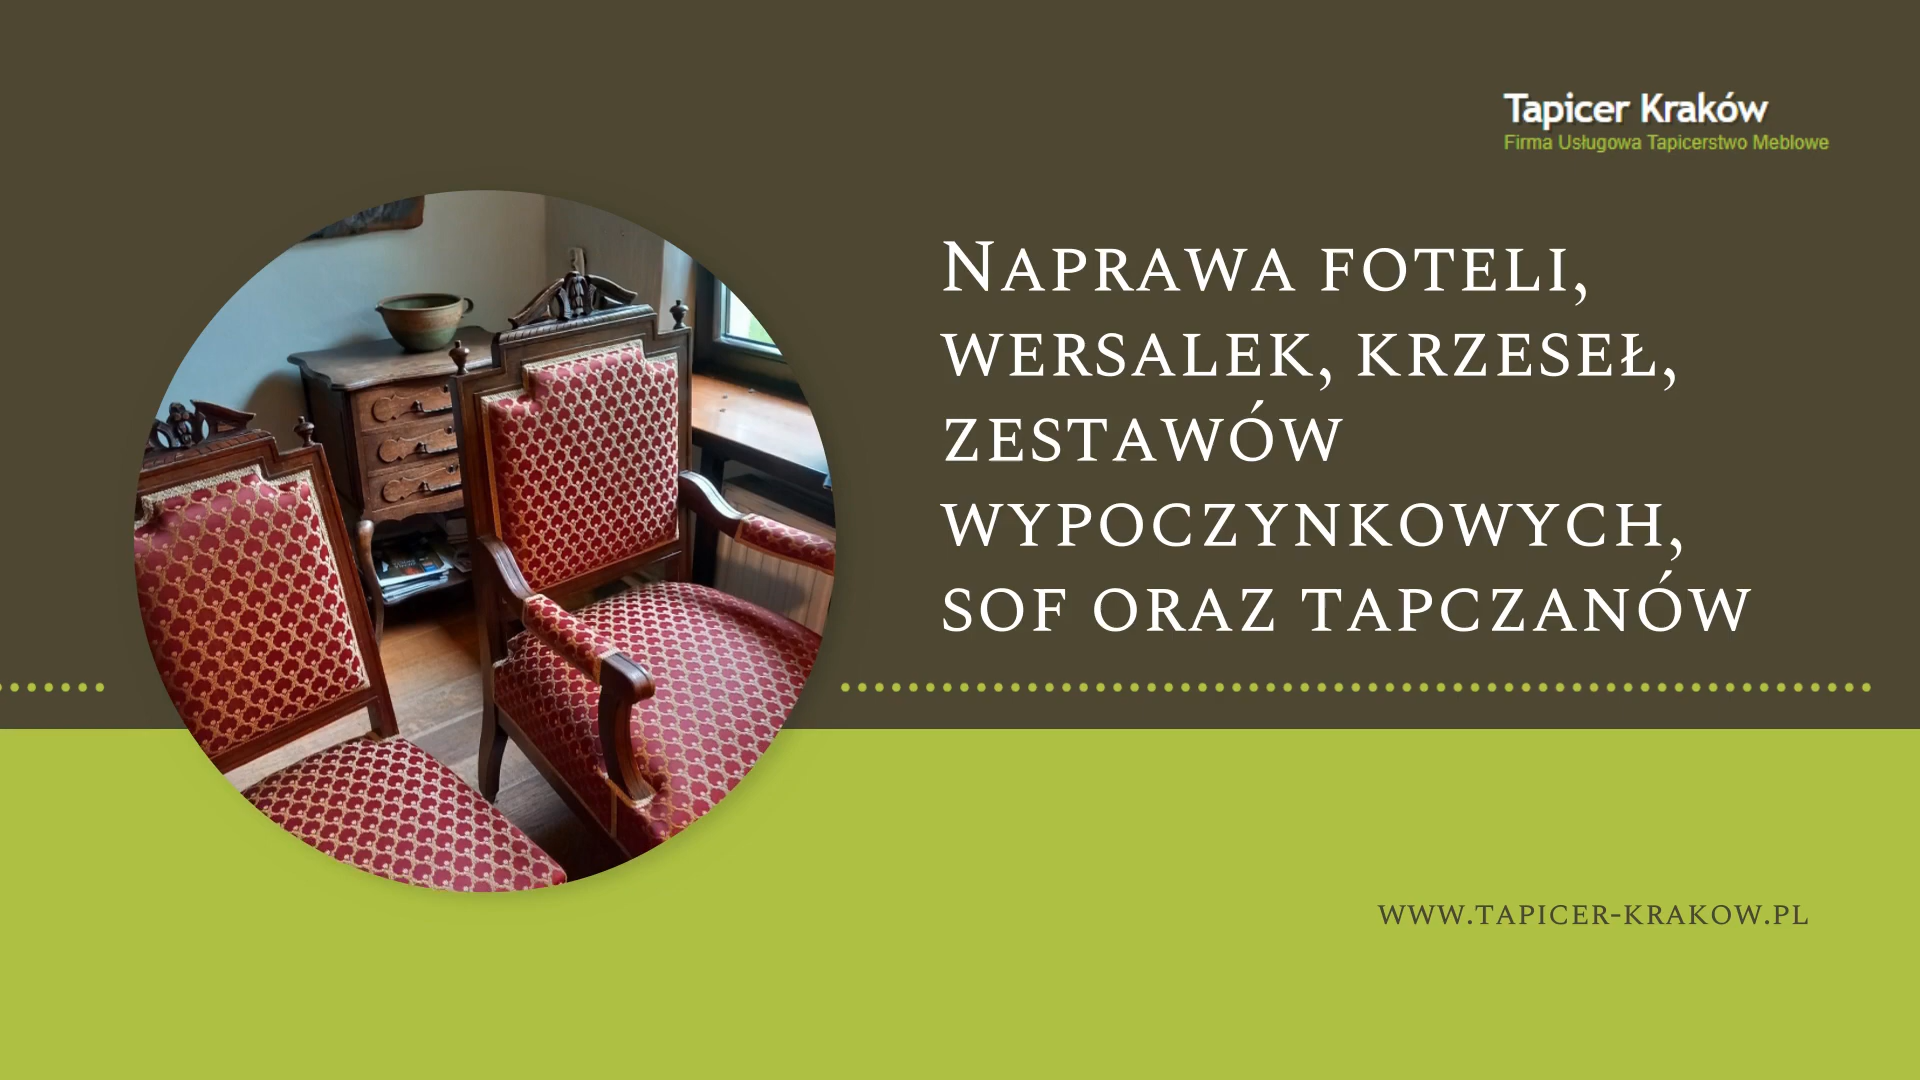 Tapicer Kraków
Firma Usługowa Tapicerstwo Meblowe
Naprawa foteli,
wersalek, krzeseł,
zestawów
wypoczynkowych,
sof oraz tapczanów
www.tapicer-krakow.pl